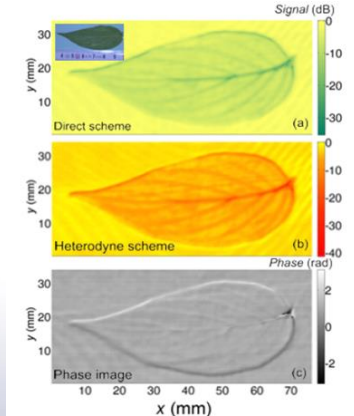 Signal (dB)
30
20
10
y (mm)
Direct scheme
(a)
0
-10
-20
-30
30
20
10
y (mm)
Heterodyne scheme
(b)
0
-10
-20
-30
-40
Phase (rad)
30
20
10
y (mm)
Phase image
(c)
2
0
-2
10 20 30 40 50 60 70
x (mm)